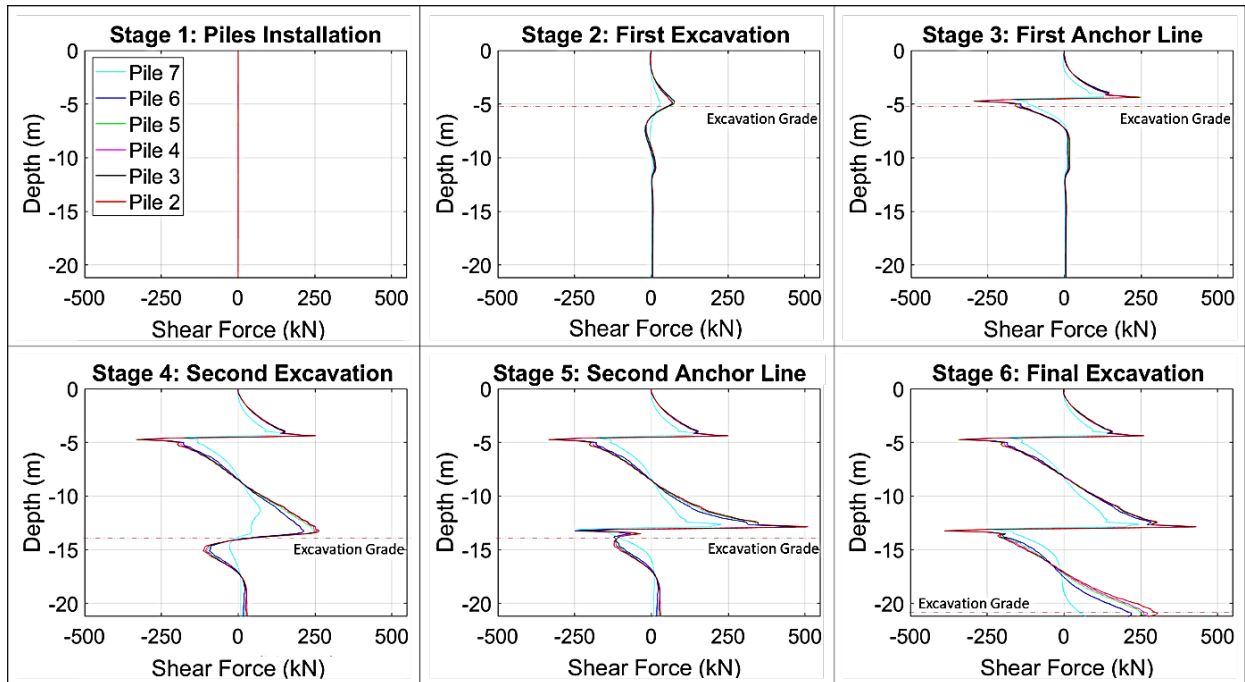 Stage 1: Piles Installation
0
-5
-10
-15
-20
Depth (m)
Pile 7
Pile 6
Pile 5
Pile 4
Pile 3
Pile 2
-500 -250 0 250 500
Shear Force (kN)
Stage 2: First Excavation
0
-5
-10
-15
-20
Depth (m)
Excavation Grade
-500 -250 0 250 500
Shear Force (kN)
Stage 3: First Anchor Line
0
-5
-10
-15
-20
Depth (m)
Excavation Grade
-500 -250 0 250 500
Shear Force (kN)
Stage 4: Second Excavation
0
-5
-10
-15
-20
Depth (m)
Excavation Grade
-500 -250 0 250 500
Shear Force (kN)
Stage 5: Second Anchor Line
0
-5
-10
-15
-20
Depth (m)
Excavation Grade
-500 -250 0 250 500
Shear Force (kN)
Stage 6: Final Excavation
0
-5
-10
-15
-20
Depth (m)
Excavation Grade
-500 -250 0 250 500
Shear Force (kN)